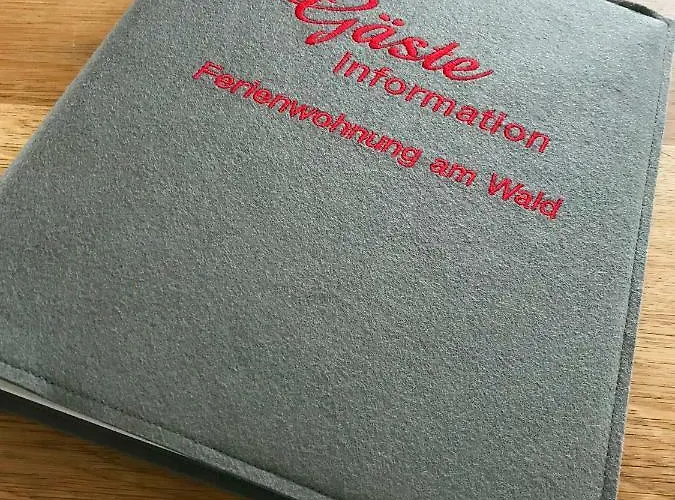 Gäste
Information
Ferienwohnung am Wald